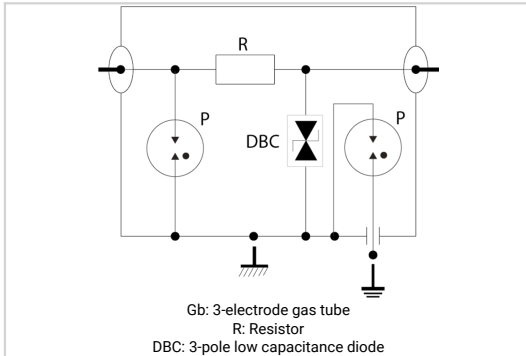 R
P
DBC
P
Gb: 3-electrode gas tube
R: Resistor
DBC: 3-pole low capacitance diode